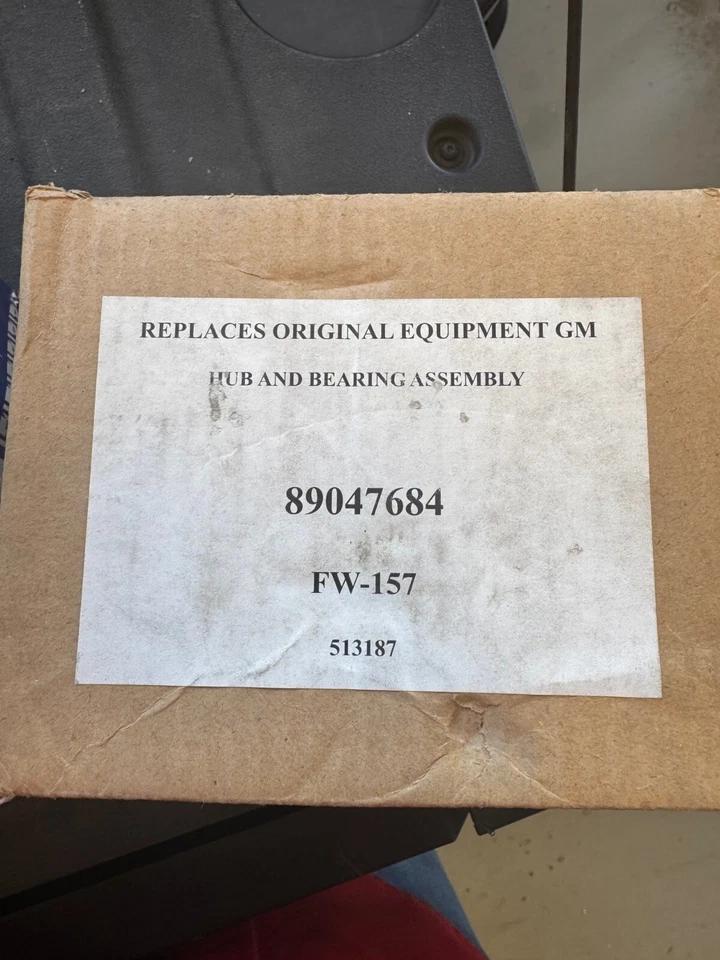 REPLACES ORIGINAL EQUIPMENT GM
HUB AND BEARING ASSEMBLY
89047684
FW-157
513187